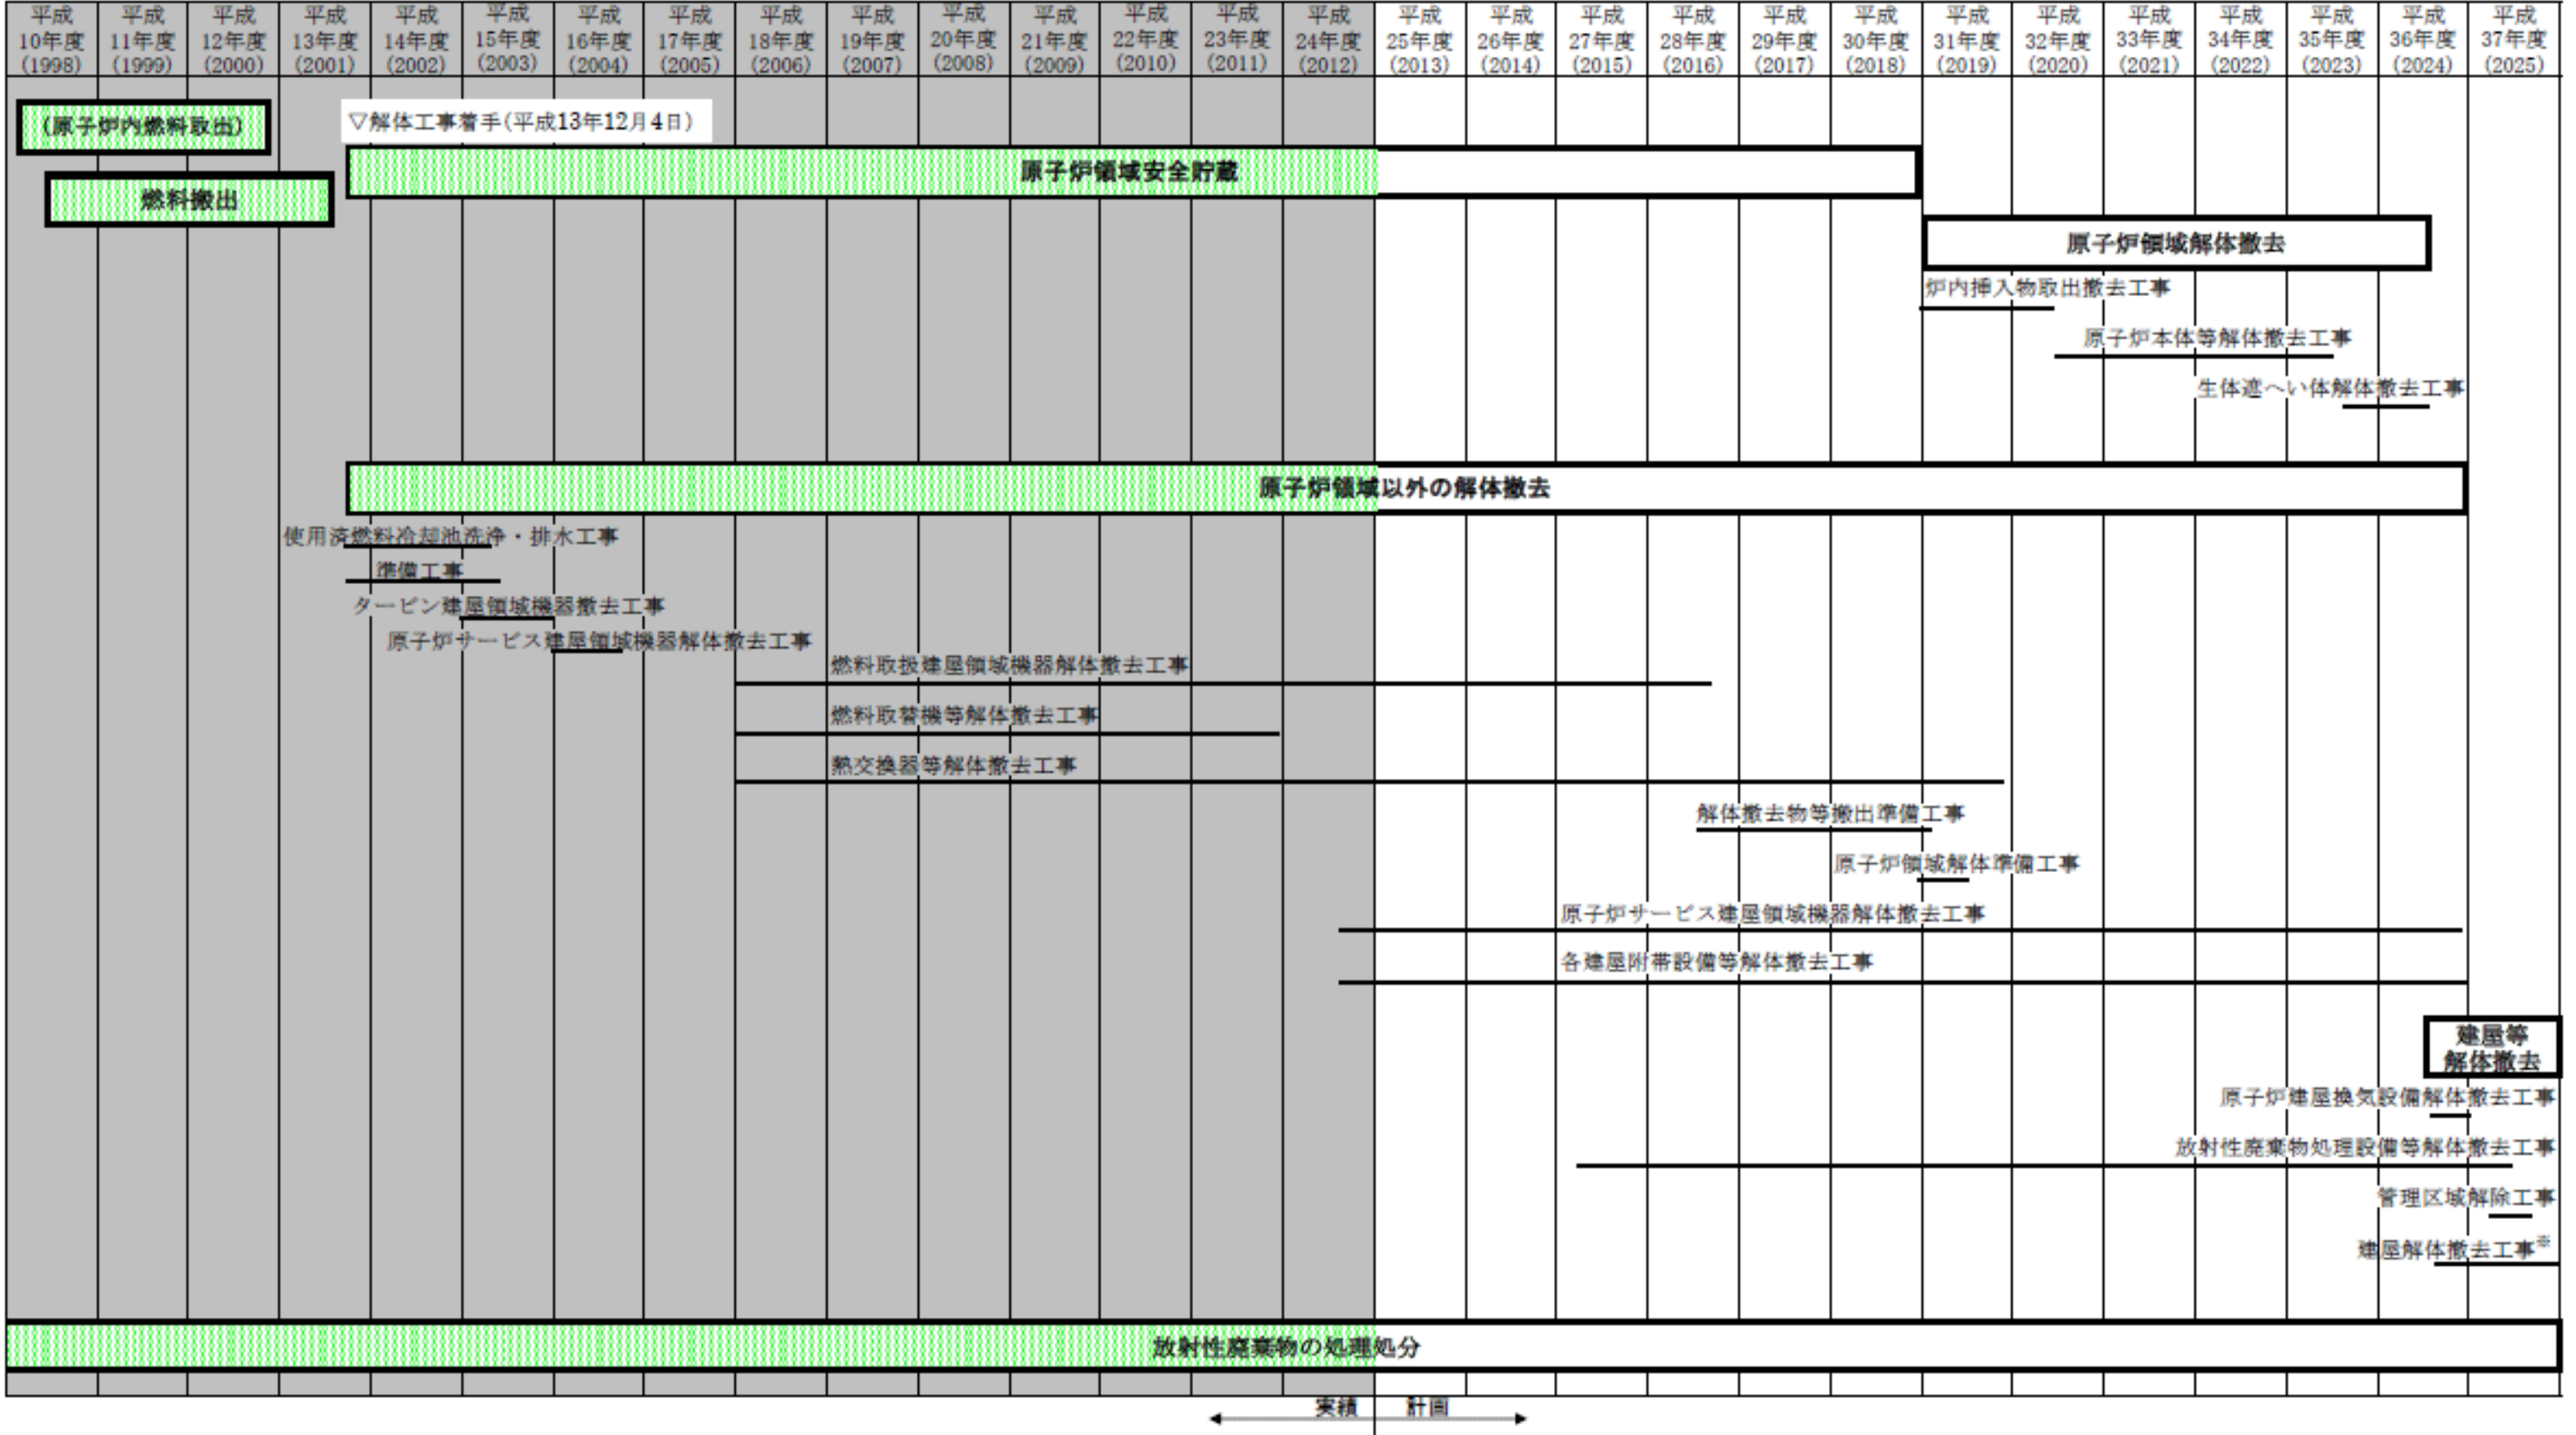 平成 平成 平成 平成 平成 平成 平成 平成 平成 平成 平成 平成 平成 平成 平成 平成 平成 平成 平成 平成 平成 平成 平成 平成 平成 平成 平成 平成
10年度 11年度 12年度 13年度 14年度 15年度 16年度 17年度 18年度 19年度 20年度 21年度 22年度 23年度 24年度 25年度 26年度 27年度 28年度 29年度 30年度 31年度 32年度 33年度 34年度 35年度 36年度 37年度
(1998) (1999) (2000) (2001) (2002) (2003) (2004) (2005) (2006) (2007) (2008) (2009) (2010) (2011) (2012) (2013) (2014) (2015) (2016) (2017) (2018) (2019) (2020) (2021) (2022) (2023) (2024) (2025)
(原子炉内燃料取出)
▽解体工事着手(平成13年12月4日)
原子炉領域安全貯蔵
燃料搬出
原子炉領域解体撤去
炉内挿入物取出撤去工事
原子炉本体等解体撤去工事
生体遮へい体解体撤去工事
原子炉領域以外の解体撤去
使用済燃料冷却池洗浄・排水工事
準備工事
タービン建屋領域機器撤去工事
原子炉サービス建屋領域機器解体撤去工事
燃料取扱建屋領域機器解体撤去工事
燃料取替機等解体撤去工事
熱交換器等解体撤去工事
解体撤去物等搬出準備工事
原子炉領域解体準備工事
原子炉サービス建屋領域機器解体撤去工事
各建屋附帯設備等解体撤去工事
建屋等
解体撤去
原子炉建屋換気設備解体撤去工事
放射性廃棄物処理設備等解体撤去工事
管理区域解除工事
建屋解体撤去工事※
放射性廃棄物の処理処分
実績 計画